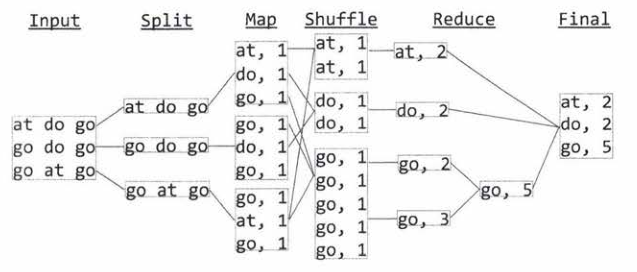 Input Split Map Shuffle Reduce Final
at do go
go do go
go at go
at do go
go do go
go at go
at, 1
do, 1
go, 1
go, 1
do, 1
go, 1
go, 1
at, 1
go, 1
at, 1
at, 1
do, 1
do, 1
go, 1
go, 1
go, 1
go, 1
go, 1
at, 2
do, 2
go, 2
go, 3
go, 5
at, 2
do, 2
go, 5